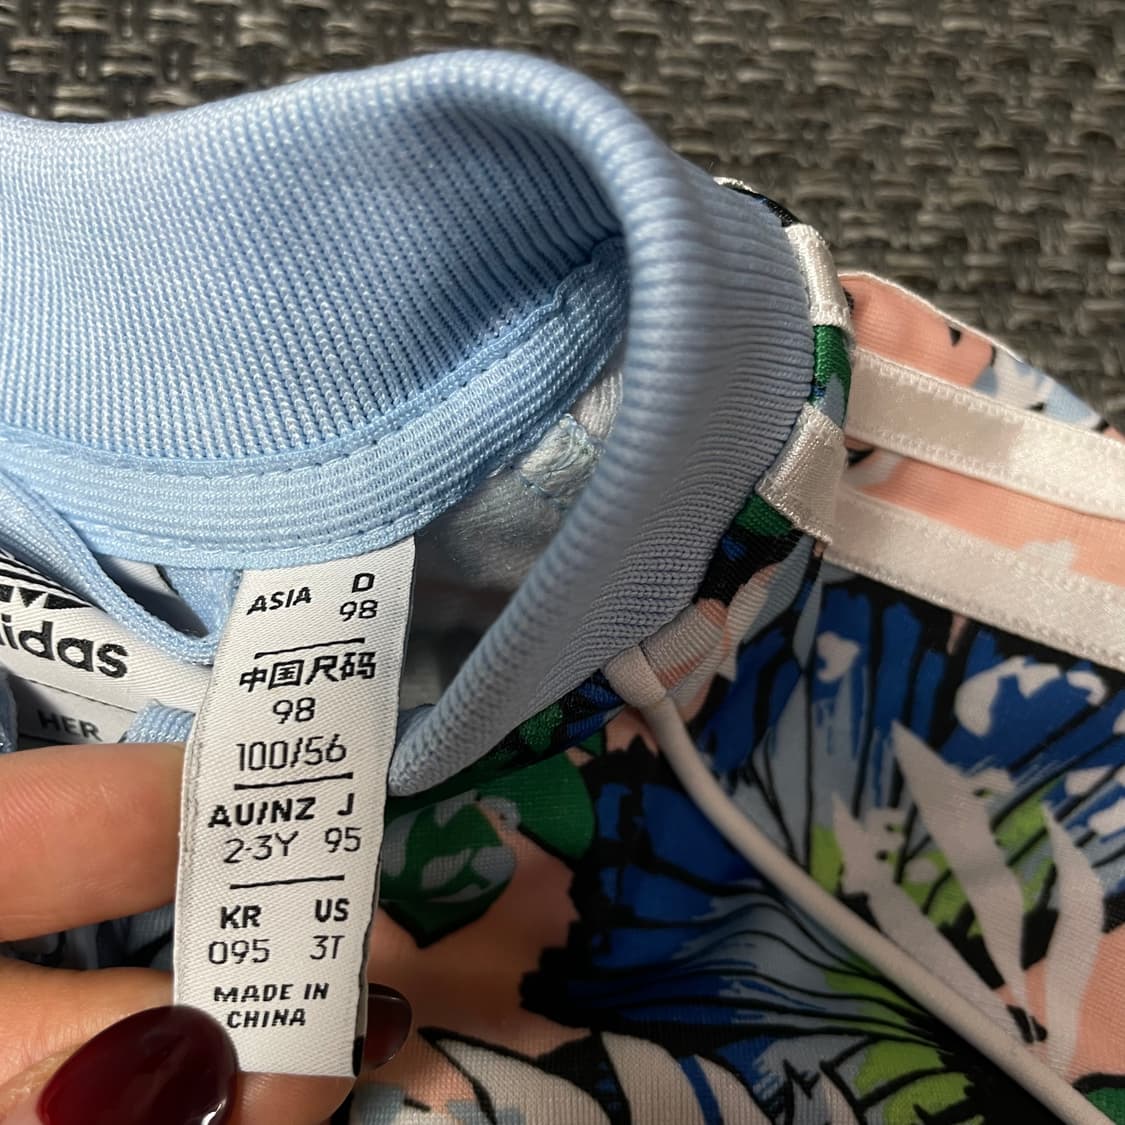 ASIA D
98
中国尺码
98
100/56
AU/NZ J
2-3Y 95
KR US
095 3T
MADE IN
CHINA
adidas
HER